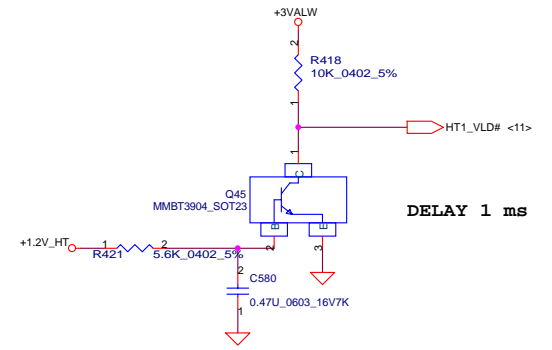 +3VALW
2
R418
10K_0402_5%
1
HT1_VLD# <11>
1
C
Q45
MMBT3904_SOT23
B
E
DELAY 1 ms
2
3
+1.2V_HT
1
2
R421
5.6K_0402_5%
C580
2
0.47U_0603_16V7K
1